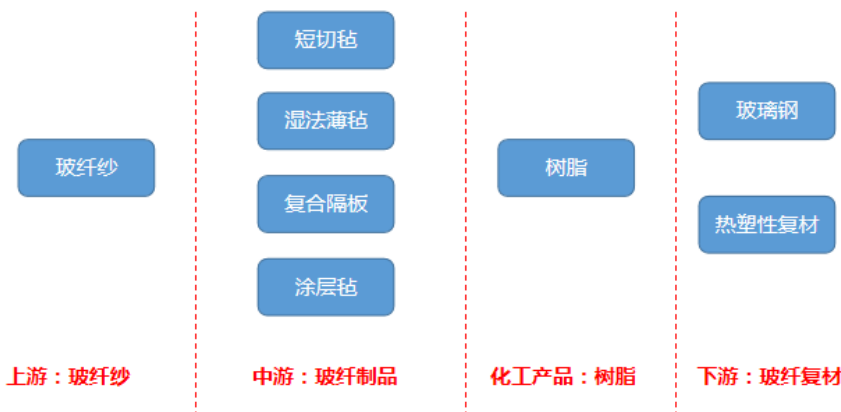 短切毡
湿法薄毡
复合隔板
涂层毡
玻纤纱
树脂
玻璃钢
热塑性复材
上游：玻纤纱
中游：玻纤制品
化工产品：树脂
下游：玻纤复材